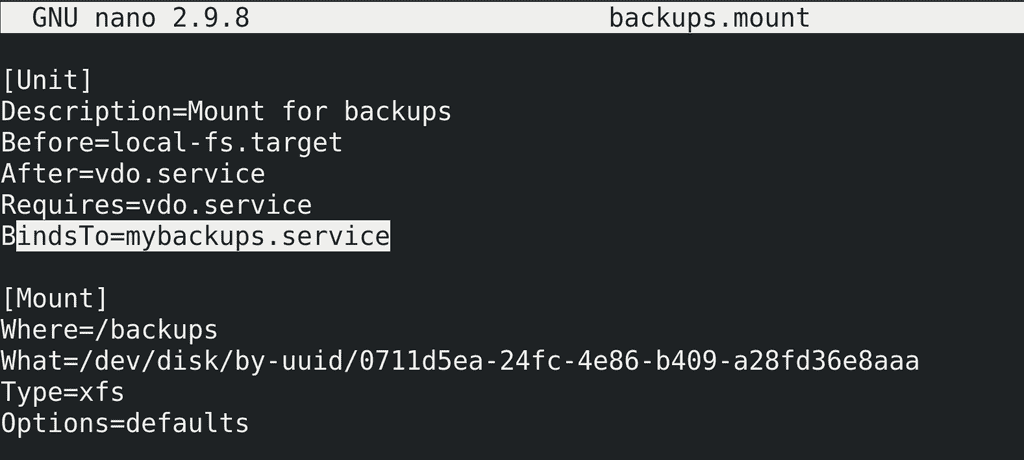 GNU nano 2.9.8 backups.mount
[Unit]
Description=Mount for backups
Before=local-fs.target
After=vdo.service
Requires=vdo.service
BindsTo=mybackups.service
[Mount]
Where=/backups
What=/dev/disk/by-uuid/0711d5ea-24fc-4e86-b409-a28fd36e8aaa
Type=xfs
Options=defaults